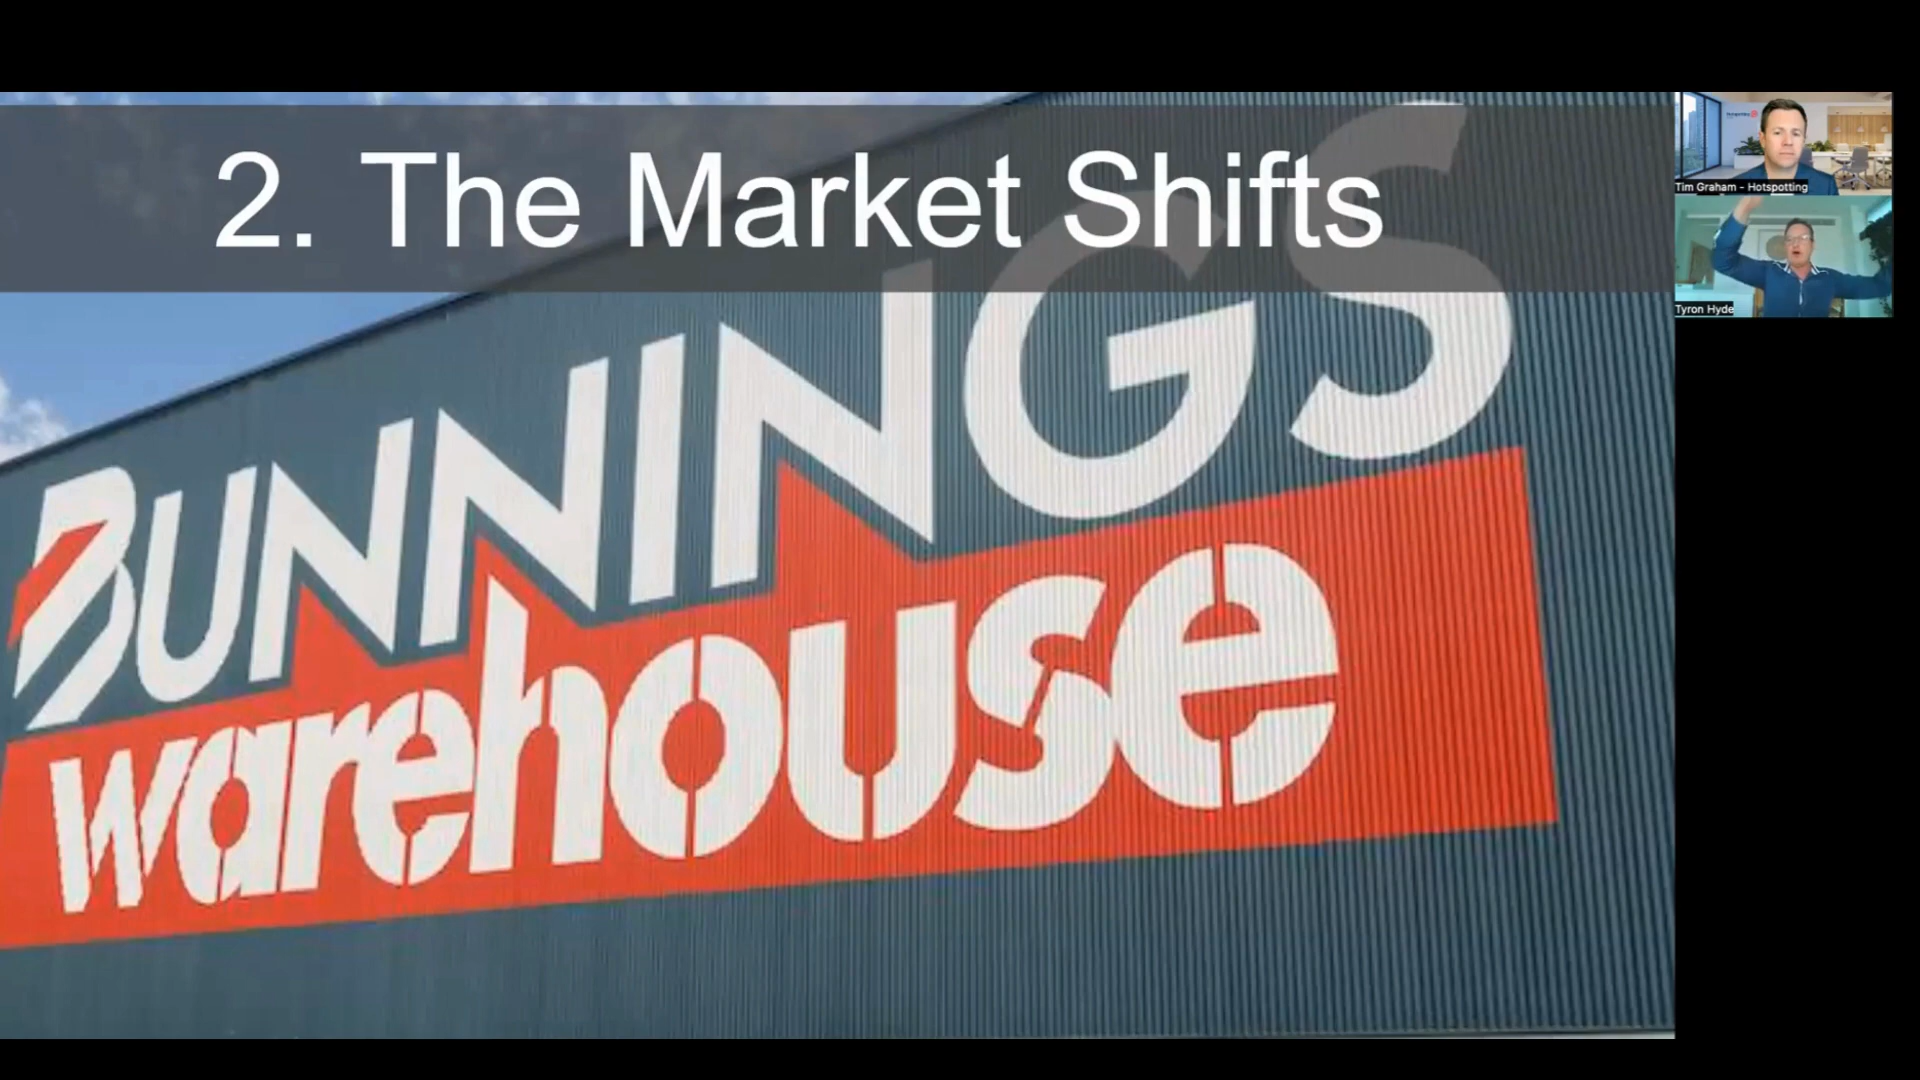 2. The Market Shifts
BUNNINGS
warehouse
Tim Graham - Hotspotting
Tyron Hyde